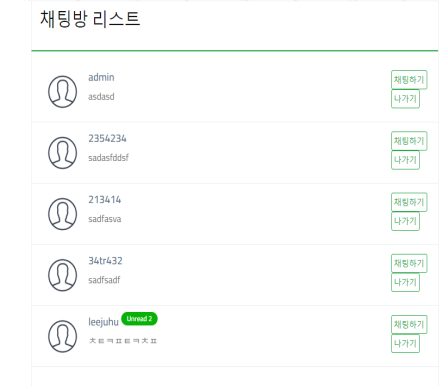 채팅방 리스트
admin
asdasd
채팅하기
나가기
2354234
sadasfddsf
채팅하기
나가기
213414
sadfasva
채팅하기
나가기
34tr432
sadfsadf
채팅하기
나가기
leejuhu Unread 2
ㅊㅌㅋㅍㅌㅋㅊㅍ
채팅하기
나가기